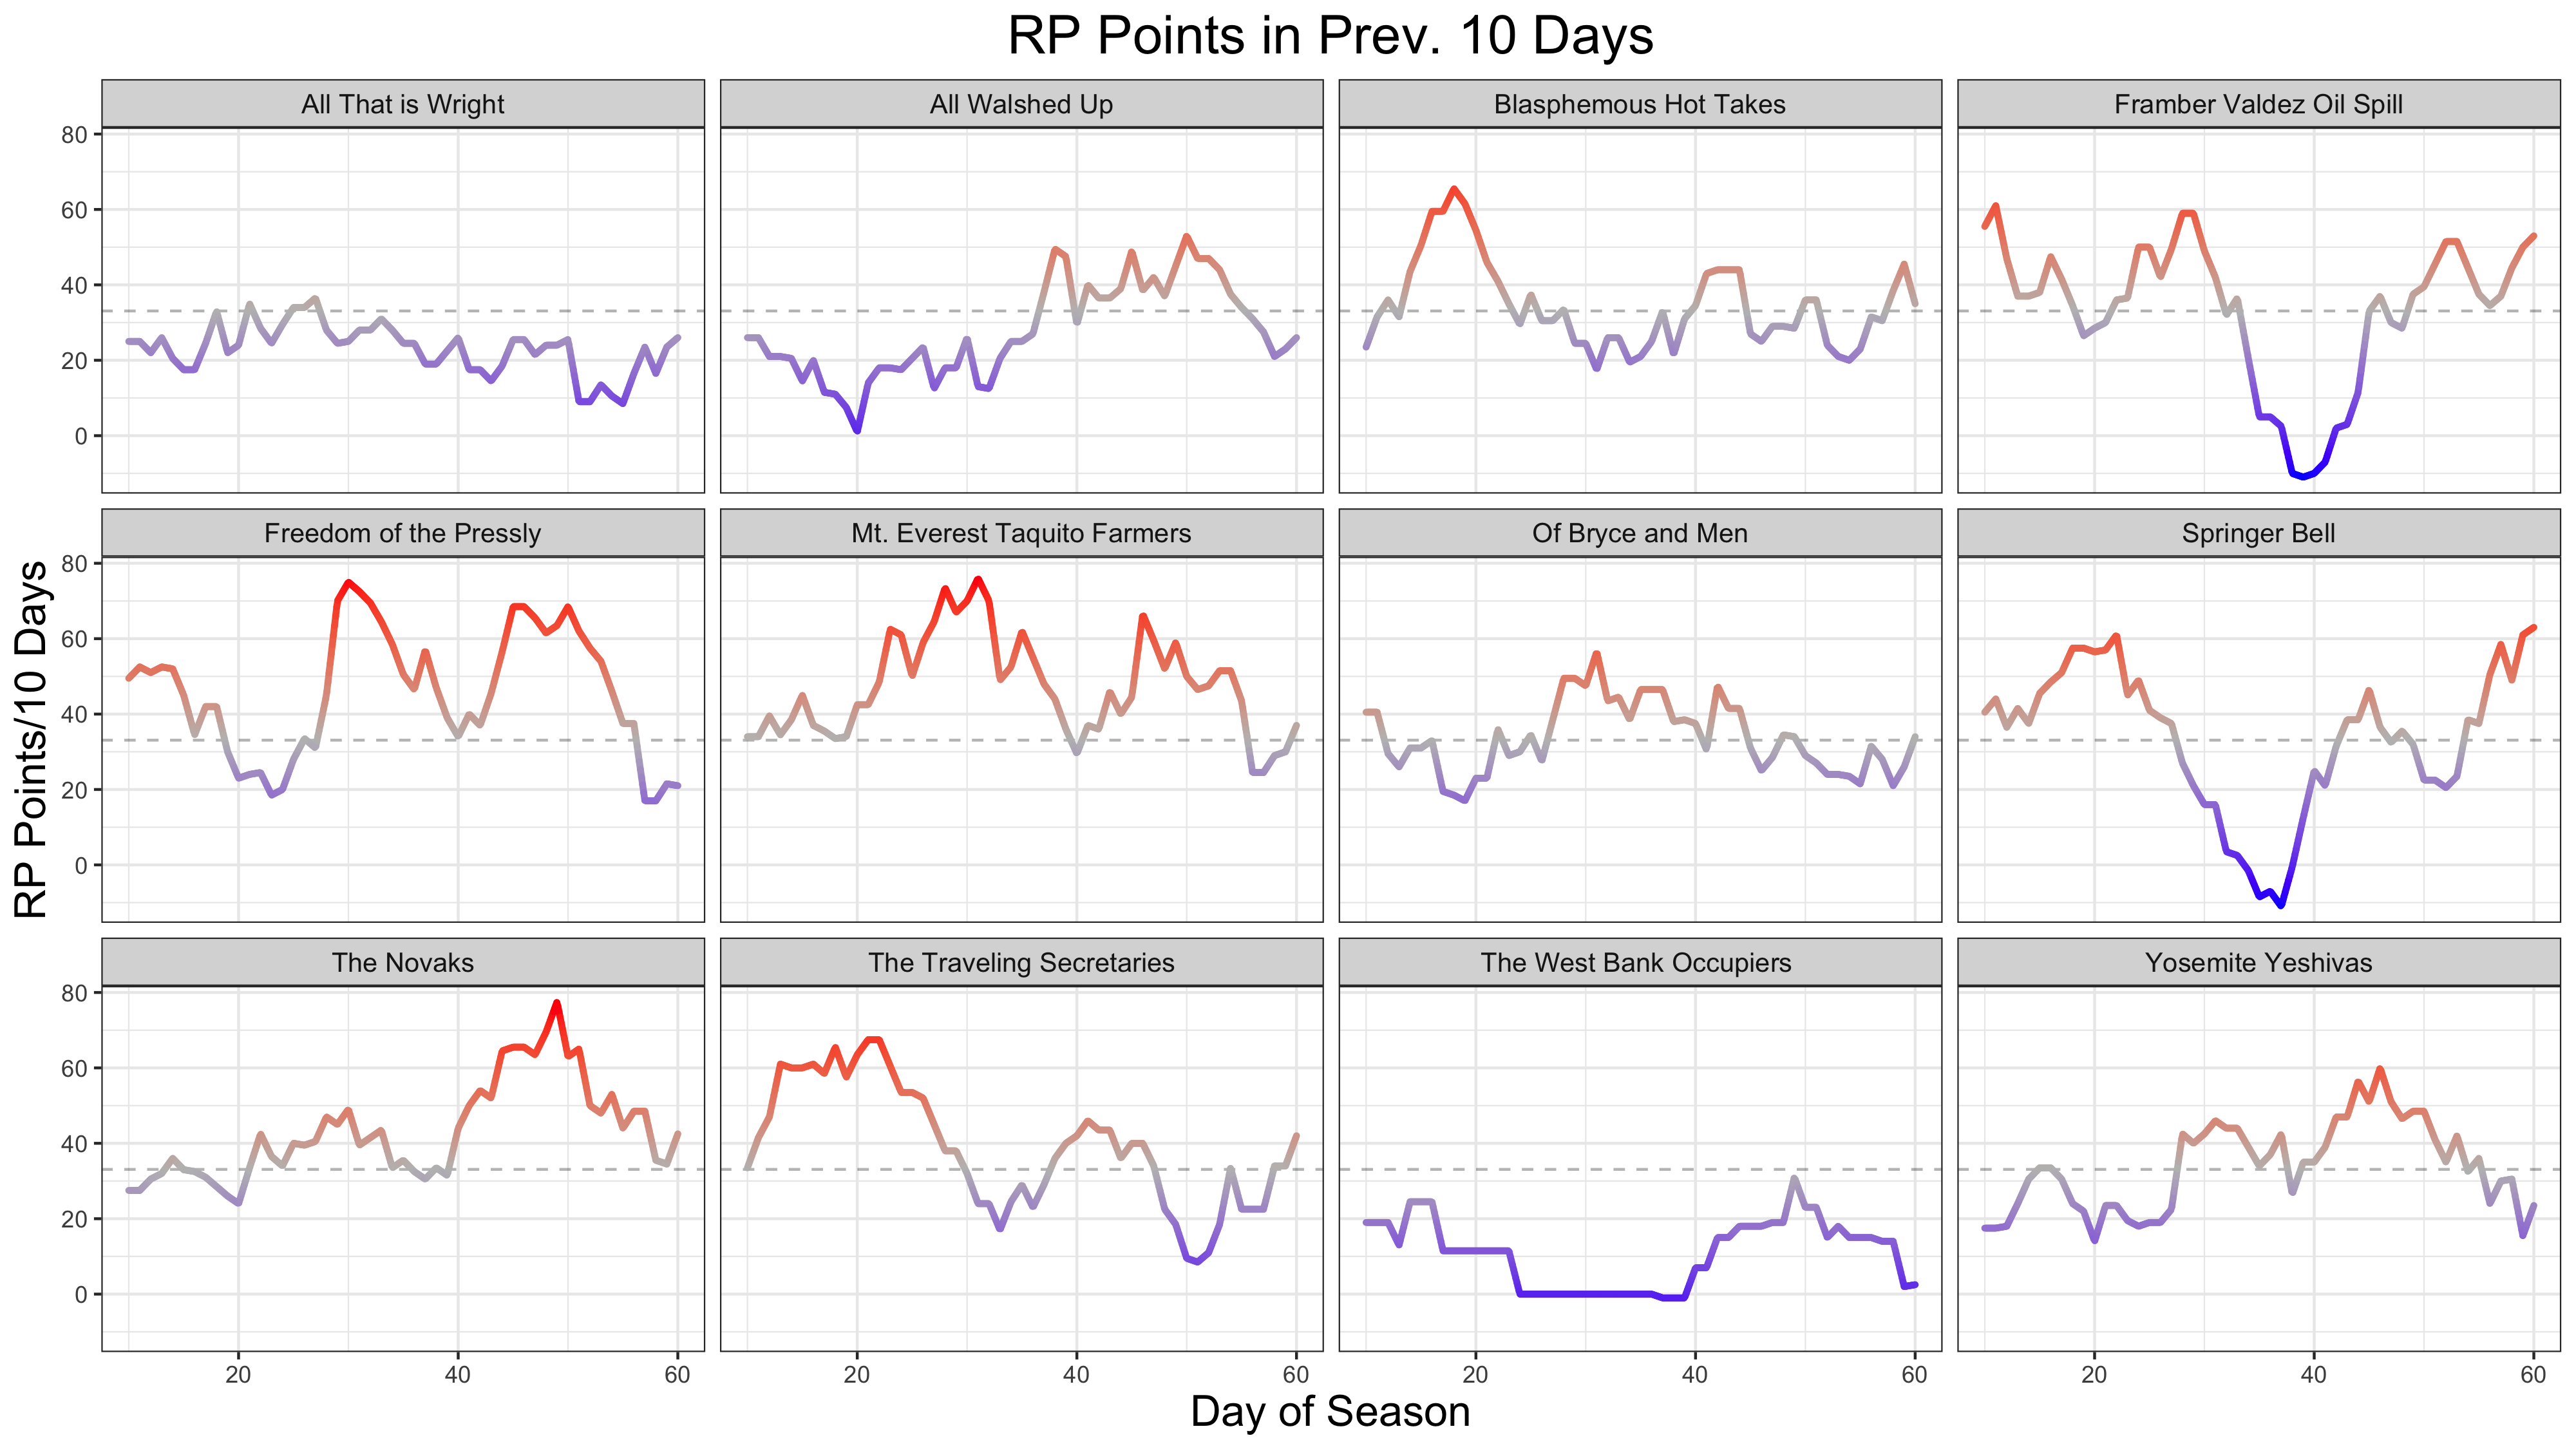 RP Points in Prev. 10 Days
All That is Wright
All Walshed Up
Blasphemous Hot Takes
Framber Valdez Oil Spill
80
60
40
20
0
Freedom of the Pressly
Mt. Everest Taquito Farmers
Of Bryce and Men
Springer Bell
80
60
40
20
0
RP Points/10 Days
The Novaks
The Traveling Secretaries
The West Bank Occupiers
Yosemite Yeshivas
80
60
40
20
0
20 40 60
20 40 60
20 40 60
20 40 60
Day of Season